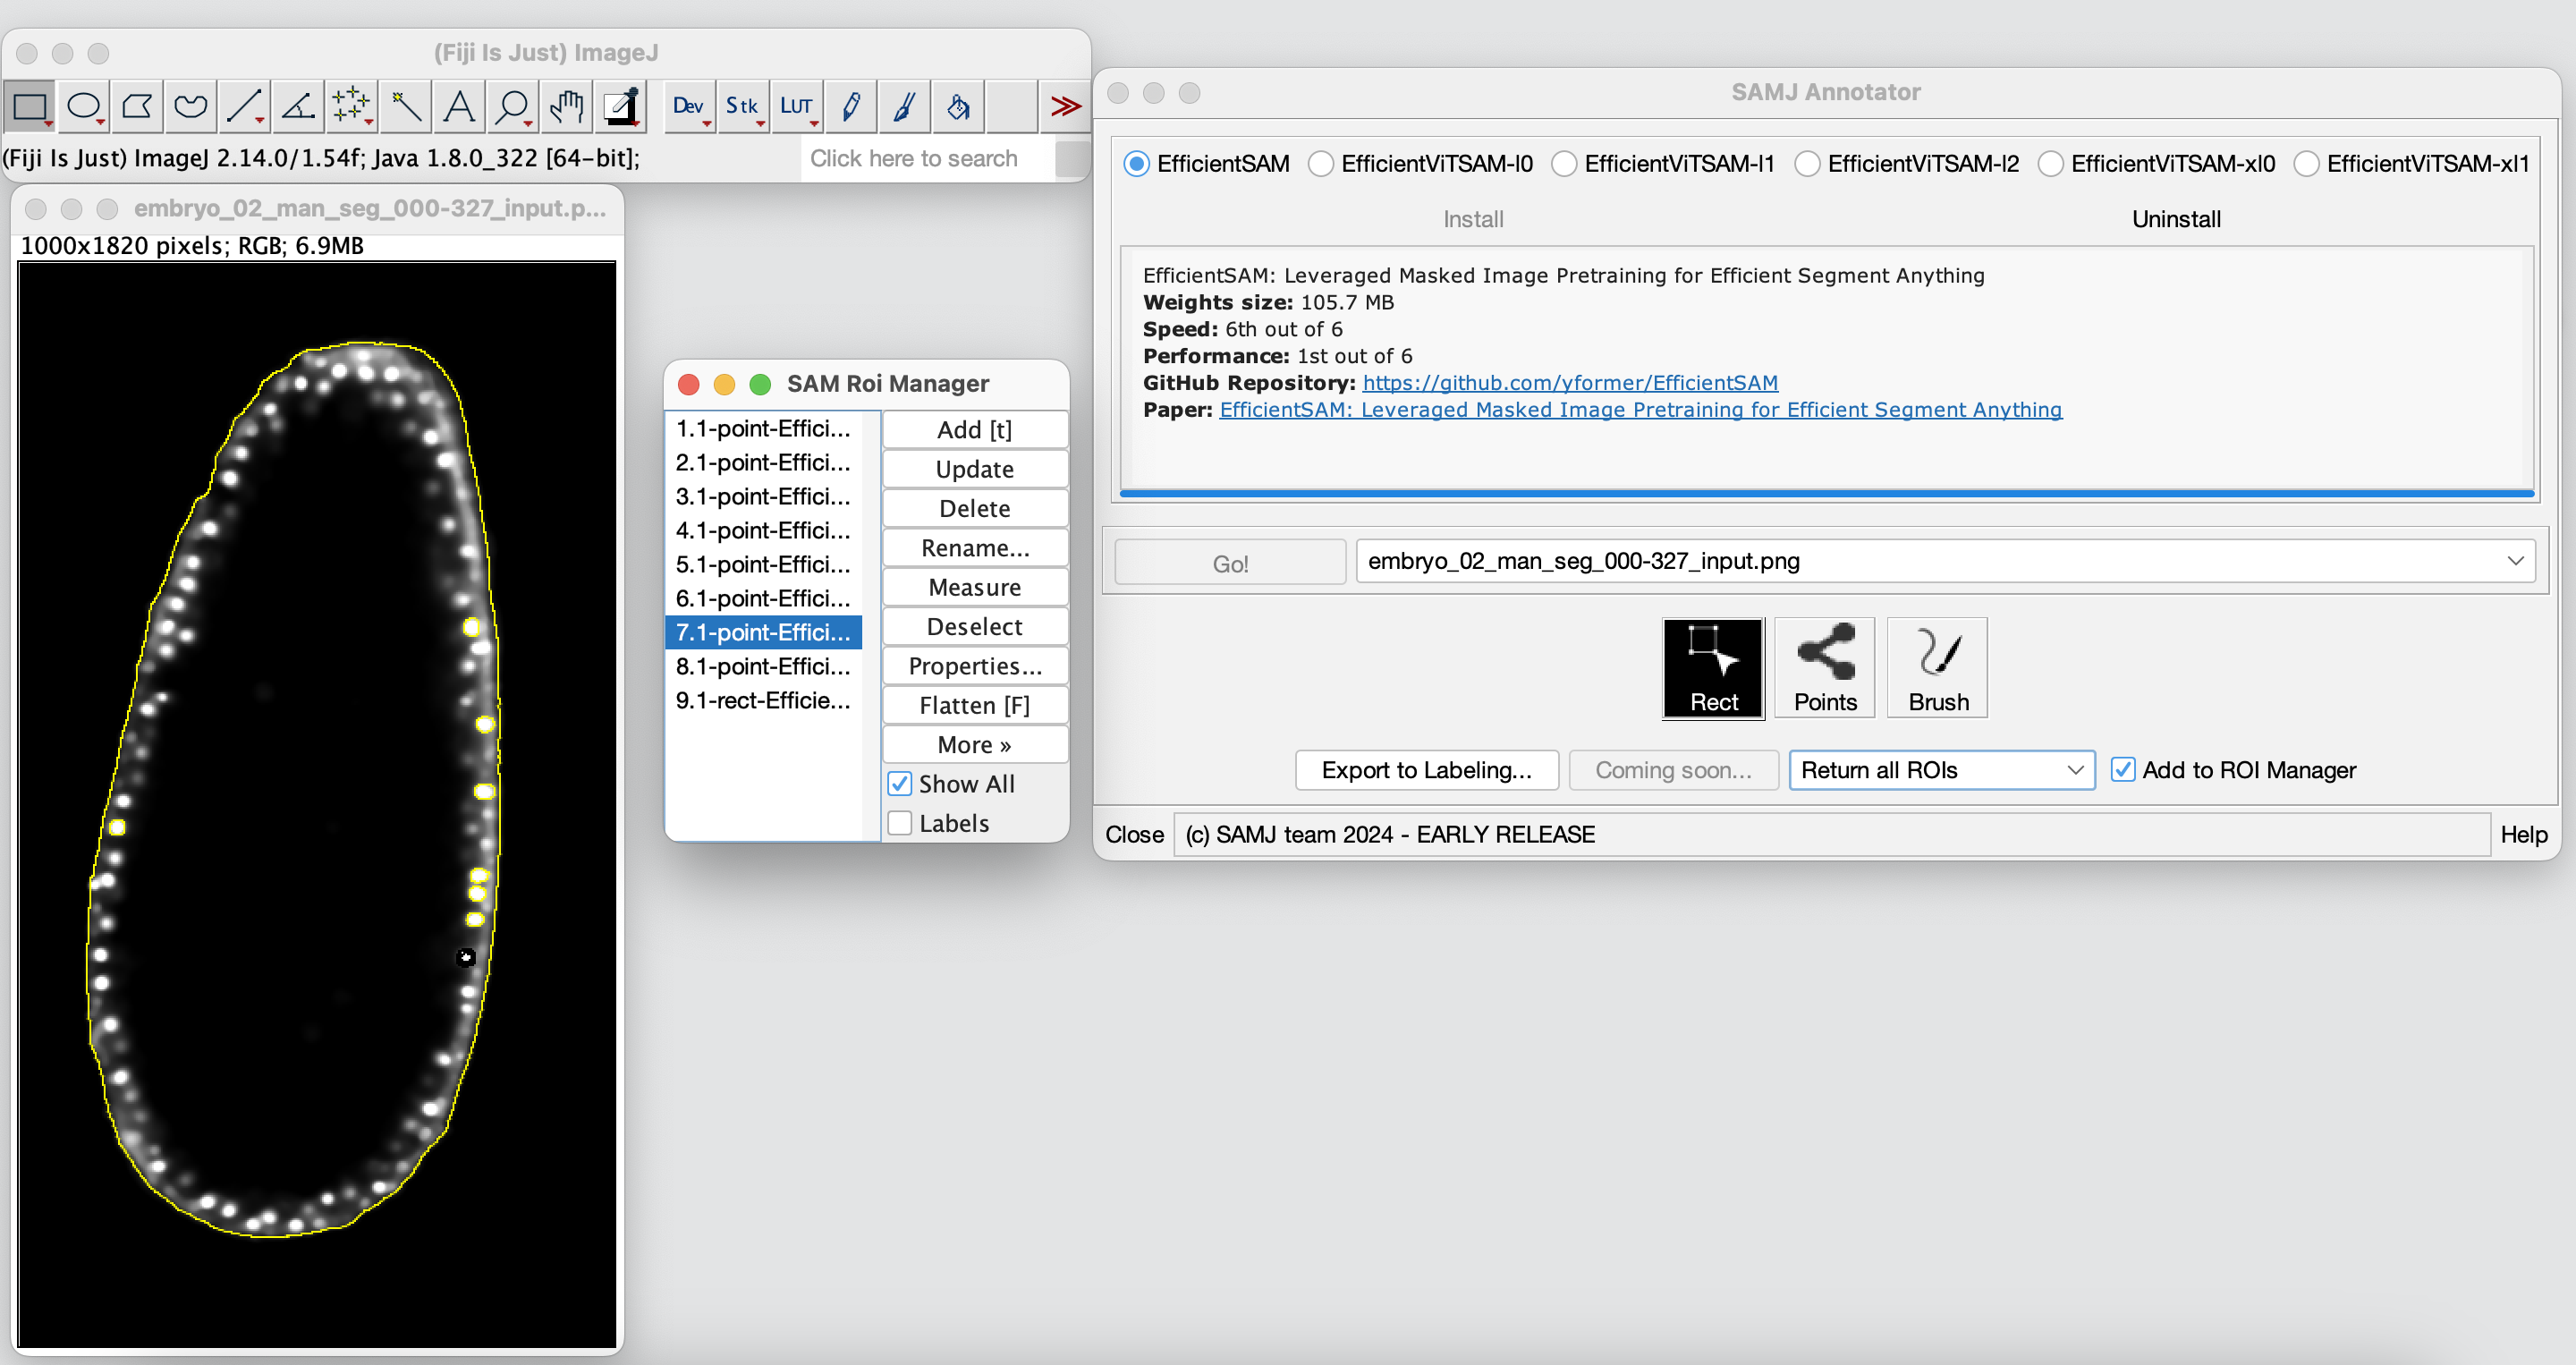 (Fiji Is Just) ImageJ
Dev Stk LUT
(Fiji Is Just) ImageJ 2.14.0/1.54f; Java 1.8.0_322 [64-bit];
Click here to search
embryo_02_man_seg_000-327_input.p...
1000x1820 pixels; RGB; 6.9MB
SAM Roi Manager
1.1-point-Effici...
2.1-point-Effici...
3.1-point-Effici...
4.1-point-Effici...
5.1-point-Effici...
6.1-point-Effici...
7.1-point-Effici...
8.1-point-Effici...
9.1-rect-Efficie...
Add [t]
Update
Delete
Rename...
Measure
Deselect
Properties...
Flatten [F]
More »
Show All
Labels
SAMJ Annotator
EfficientSAM EfficientViTSAM-l0 EfficientViTSAM-l1 EfficientViTSAM-l2 EfficientViTSAM-xl0 EfficientViTSAM-xl1
Install Uninstall
EfficientSAM: Leveraged Masked Image Pretraining for Efficient Segment Anything
Weights size: 105.7 MB
Speed: 6th out of 6
Performance: 1st out of 6
GitHub Repository: https://github.com/yformer/EfficientSAM
Paper: EfficientSAM: Leveraged Masked Image Pretraining for Efficient Segment Anything
Go! embryo_02_man_seg_000-327_input.png
Rect Points Brush
Export to Labeling... Coming soon... Return all ROIs Add to ROI Manager
Close (c) SAMJ team 2024 - EARLY RELEASE Help